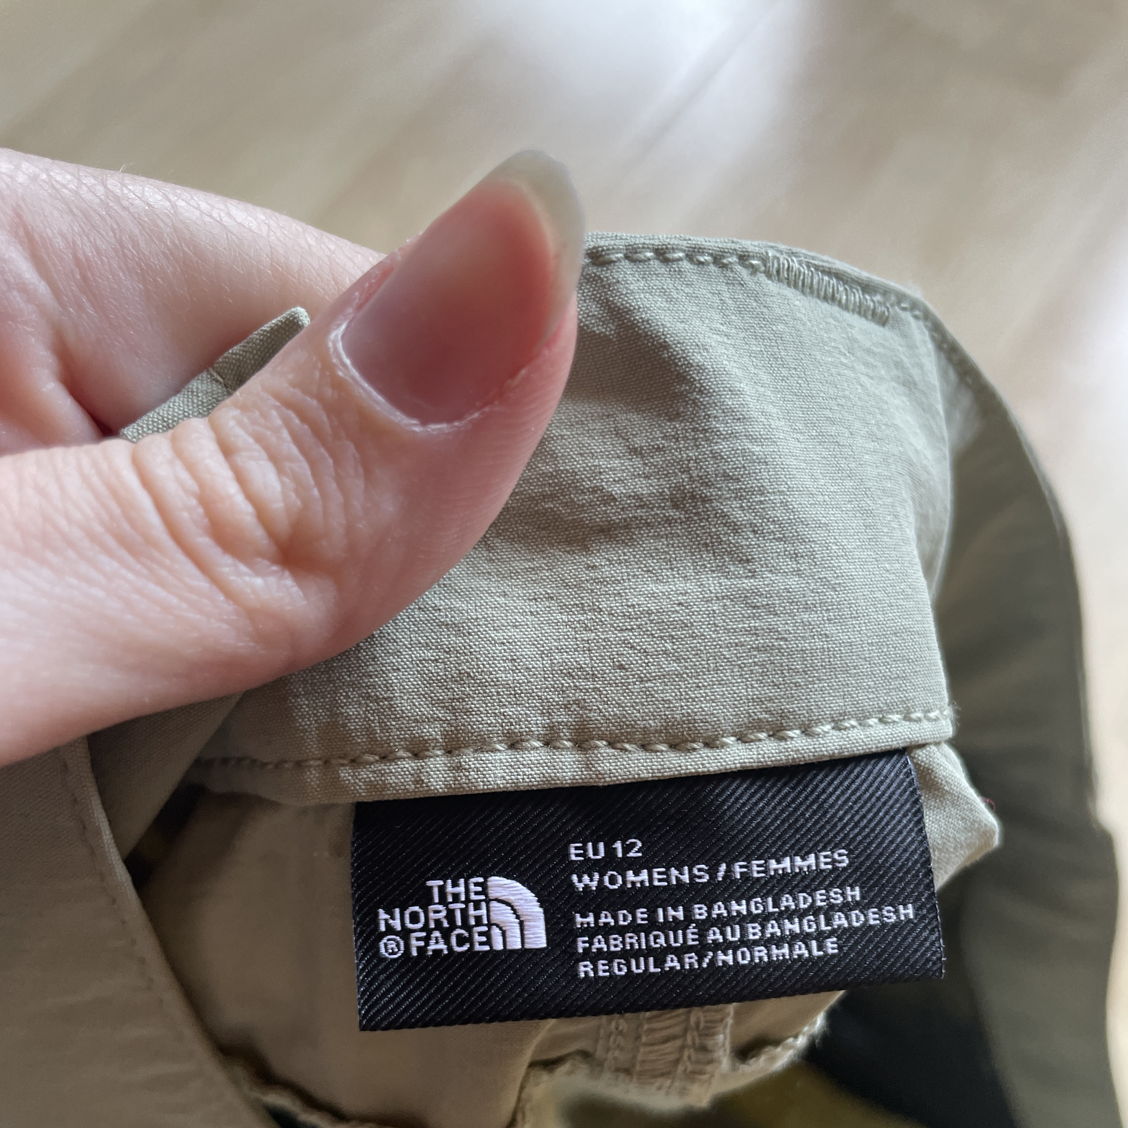 THE
NORTH
® FACE
EU 12
WOMENS/FEMMES
MADE IN BANGLADESH
FABRIQUÉ AU BANGLADESH
REGULAR/NORMALE